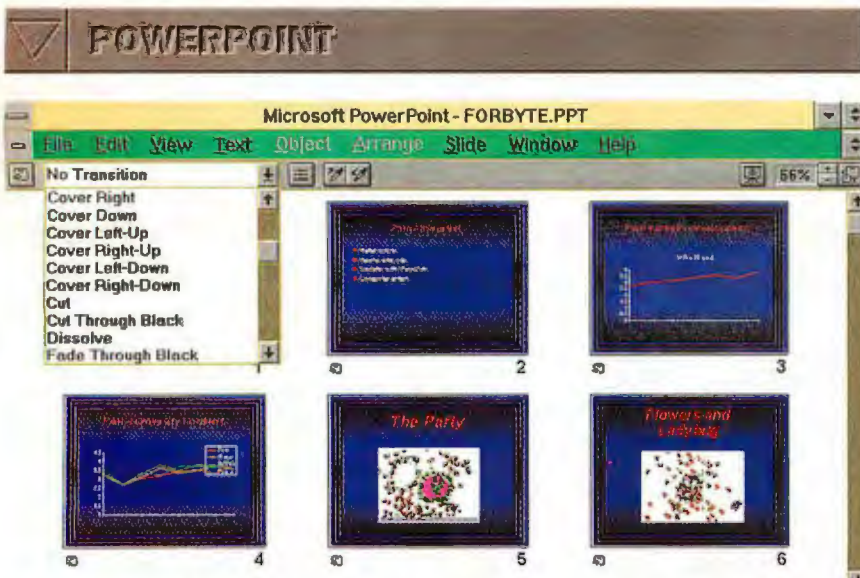 POWERPOINT
Microsoft PowerPoint - FORBYTE.PPT
File Edit View Text Object Arrange Slide Window Help
No Transition
66%
Cover Right
Cover Down
Cover Left-Up
Cover Right-Up
Cover Left-Down
Cover Right-Down
Cut
Cut Through Black
Dissolve
Fade Through Black
1
2
3
The Party
Flowers and
Ladybug
4
5
6